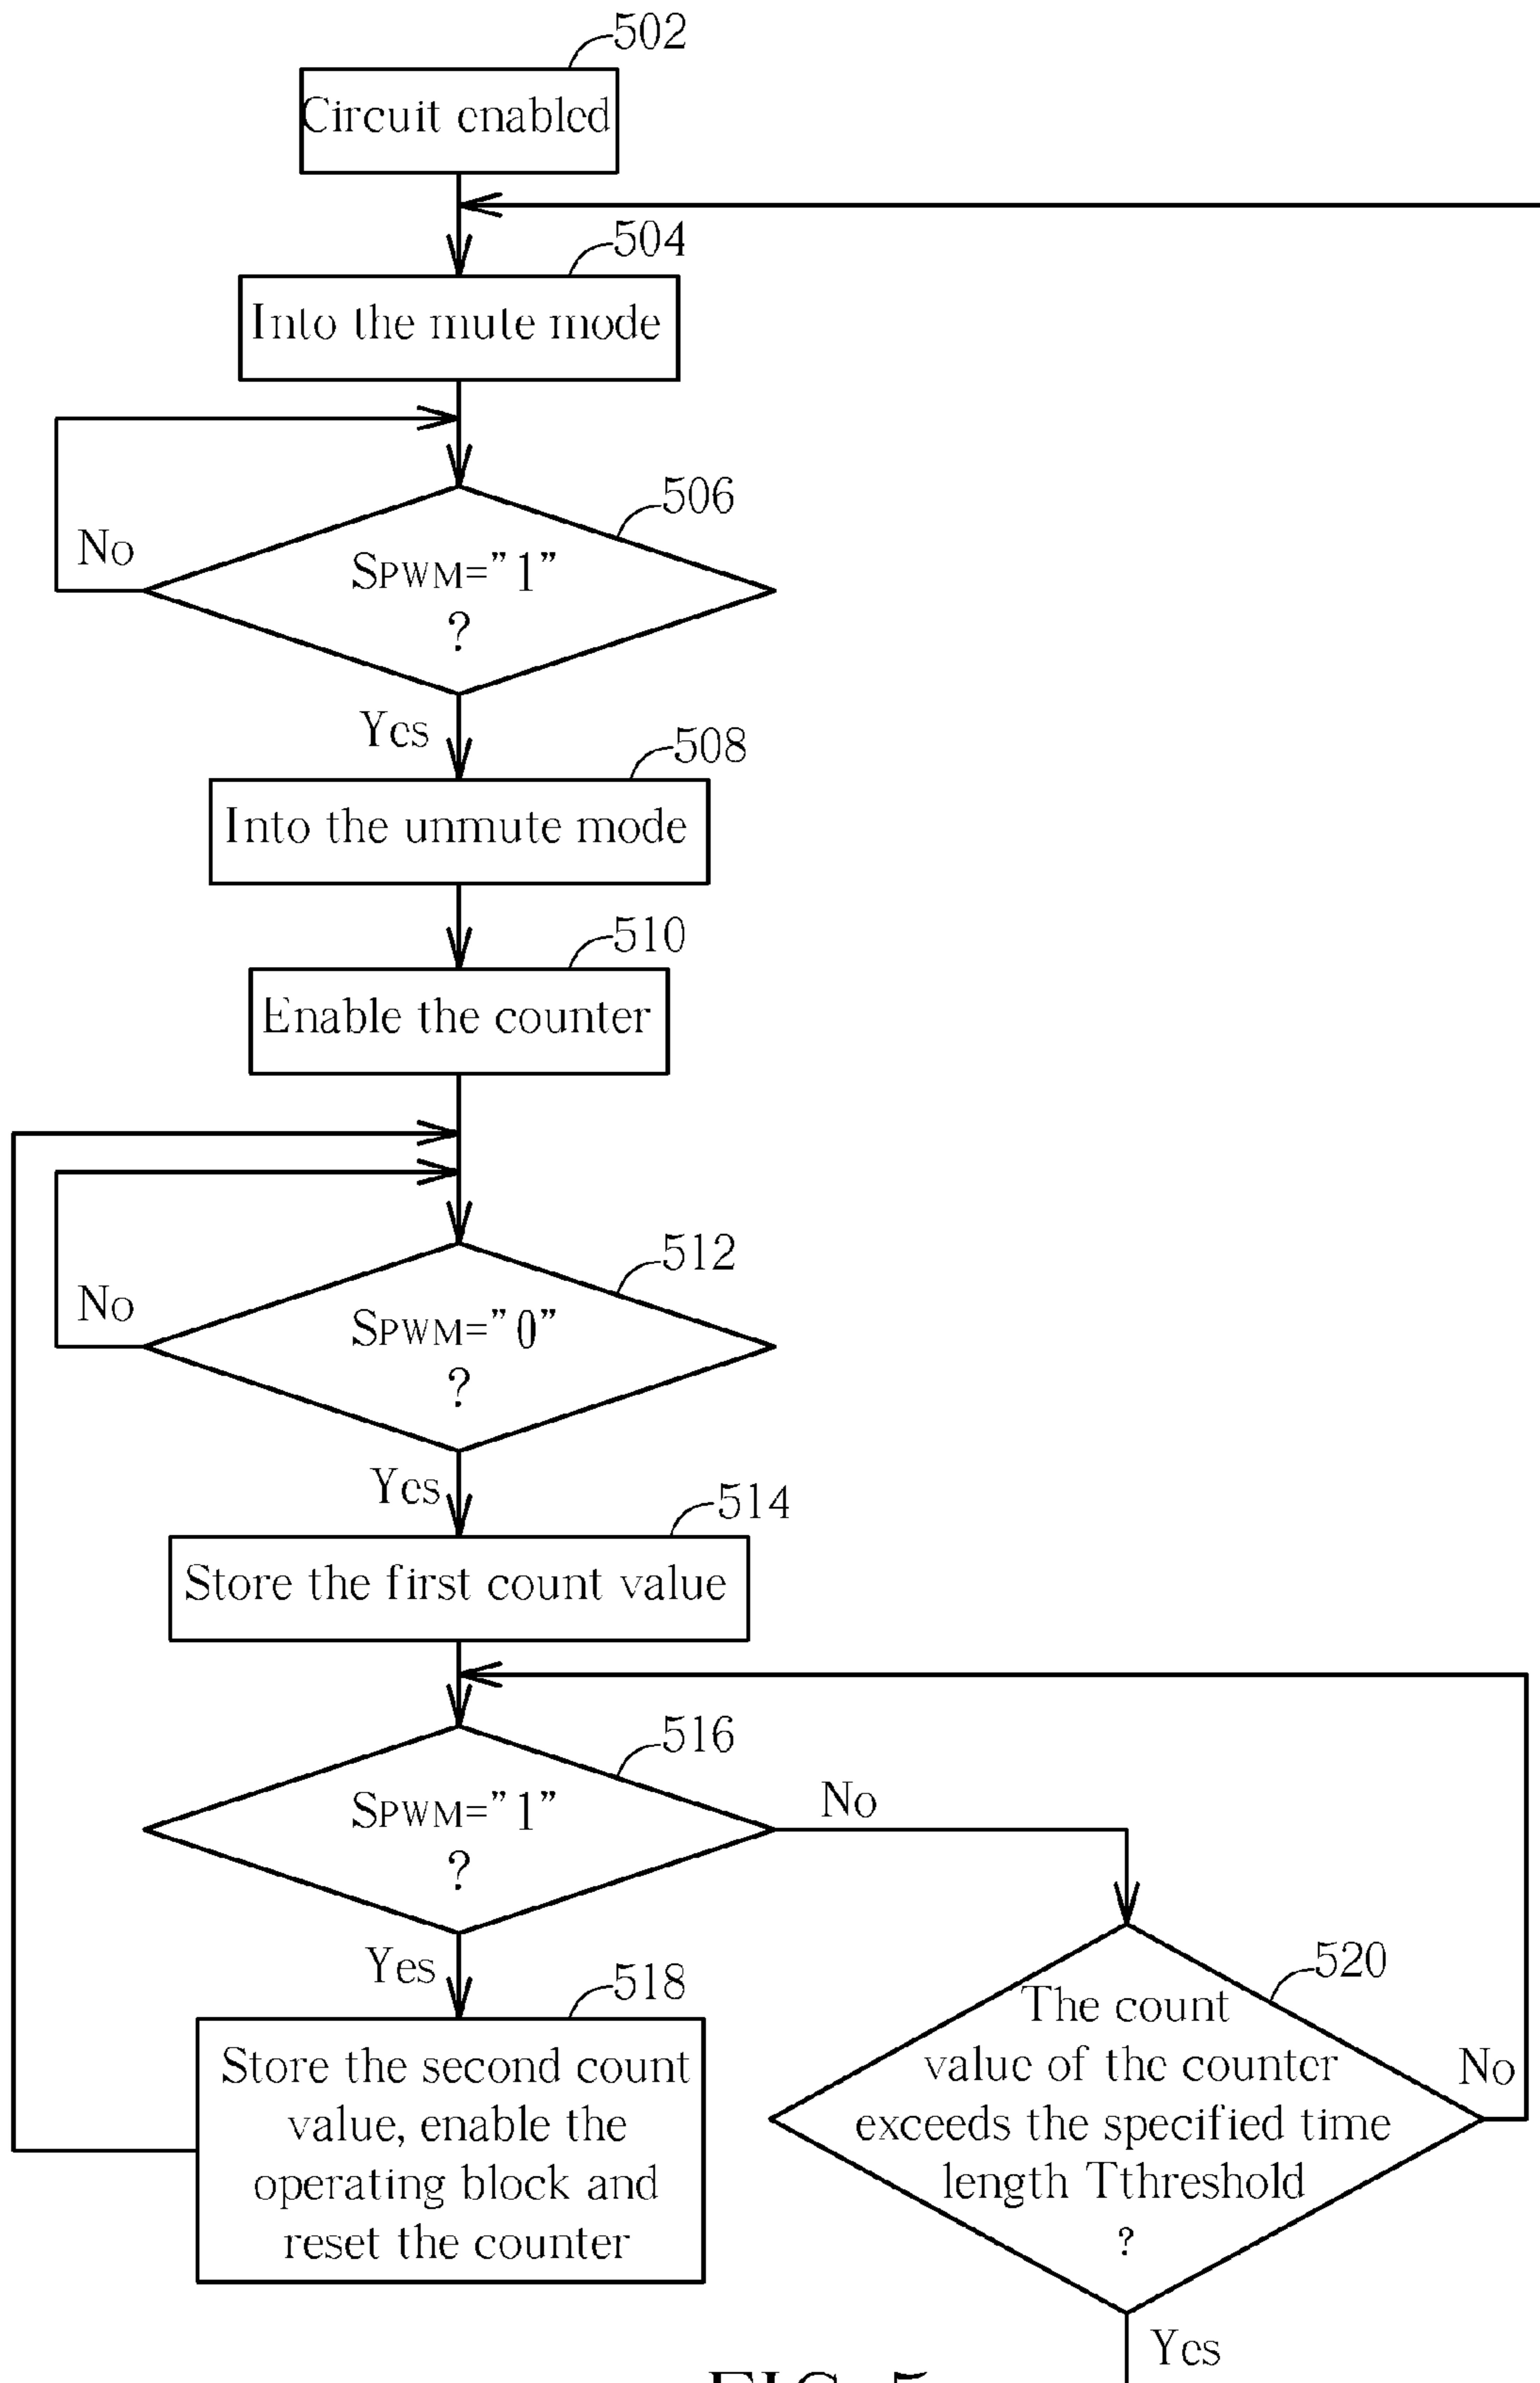 502
Circuit enabled
504
Into the mute mode
506
No
SPWM="1"
?
Yes
508
Into the unmute mode
510
Enable the counter
512
No
SPWM="0"
?
Yes
514
Store the first count value
516
SPWM="1"
?
No
Yes
518
Store the second count
value, enable the
operating block and
reset the counter
520
The count
value of the counter
exceeds the specified time
length Tthreshold
?
No
Yes
FIG. 5